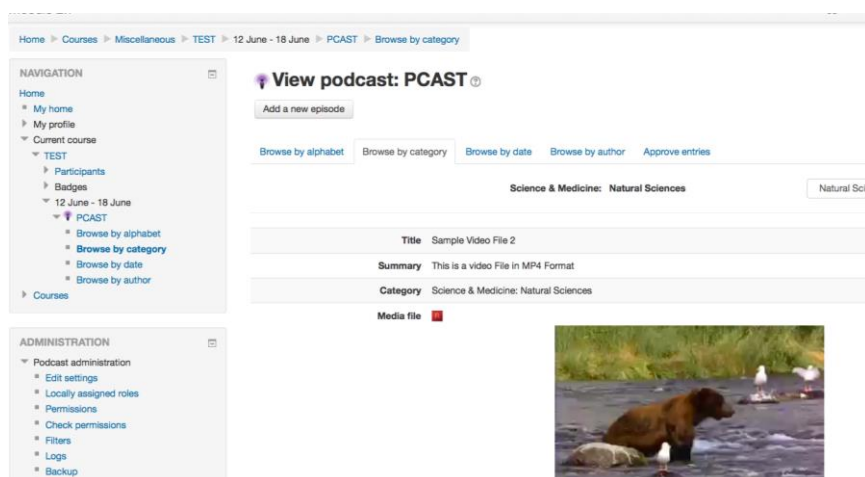 Home Courses Miscellaneous TEST 12 June - 18 June PCAST Browse by category
NAVIGATION
Home
My home
My profile
Current course
TEST
Participants
Badges
12 June - 18 June
PCAST
Browse by alphabet
Browse by category
Browse by date
Browse by author
Courses
ADMINISTRATION
Podcast administration
Edit settings
Locally assigned roles
Permissions
Check permissions
Filters
Logs
Backup
View podcast: PCAST
Add a new episode
Browse by alphabet Browse by category Browse by date Browse by author Approve entries
Science & Medicine: Natural Sciences Natural Sci
Title Sample Video File 2
Summary This is a video File in MP4 Format
Category Science & Medicine: Natural Sciences
Media file